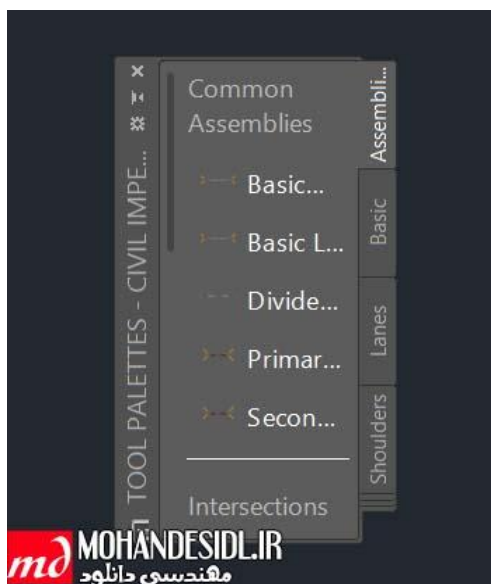 TOOL PALETTES - CIVIL IMPE...
Common
Assemblies
Basic...
Basic L...
Divide...
Primar...
Secon...
Intersections
Assembli...
Basic
Lanes
Shoulders
md
MOHANDESIDL.IR
مهندسی دانلود